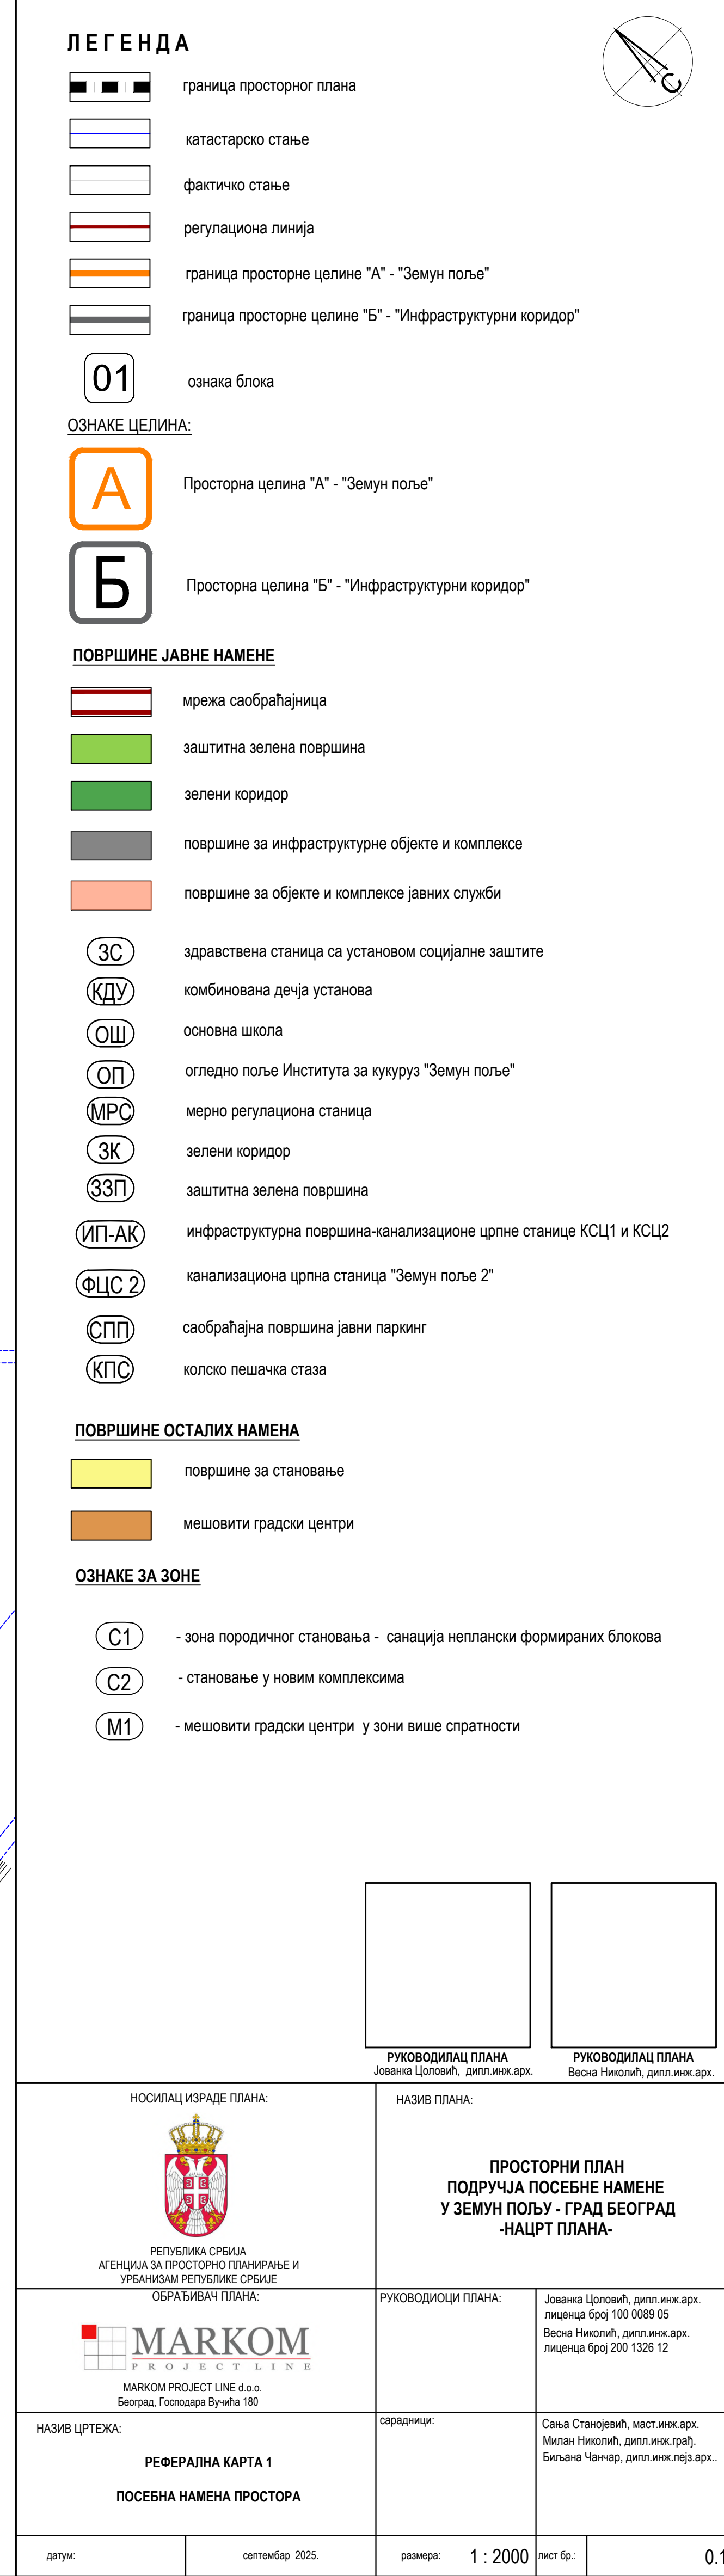 ЛЕГЕНДА
С
граница просторног плана
катастарско стање
фактичко стање
регулациона линија
граница просторне целине "А" - "Земун поље"
граница просторне целине "Б" - "Инфраструктурни коридор"
01 ознака блока
ОЗНАКЕ ЦЕЛИНА:
А Просторна целина "А" - "Земун поље"
Б Просторна целина "Б" - "Инфраструктурни коридор"
ПОВРШИНЕ ЈАВНЕ НАМЕНЕ
мрежа саобраћајница
заштитна зелена површина
зелени коридор
површине за инфраструктурне објекте и комплексе
површине за објекте и комплексе јавних служби
ЗС здравствена станица са установом социјалне заштите
КДУ комбинована дечја установа
ОШ основна школа
ОП огледно поље Института за кукуруз "Земун поље"
МРС мерно регулациона станица
ЗК зелени коридор
ЗЗП заштитна зелена површина
ИП-АК инфраструктурна површина-канализационе црпне станице КСЦ1 и КСЦ2
ФЦС 2 канализациона црпна станица "Земун поље 2"
СПП саобраћајна површина јавни паркинг
КПС колско пешачка стаза
ПОВРШИНЕ ОСТАЛИХ НАМЕНА
површине за становање
мешовити градски центри
ОЗНАКЕ ЗА ЗОНЕ
С1 - зона породичног становања - санација неплански формираних блокова
С2 - становање у новим комплексима
М1 - мешовити градски центри у зони више спратности
РУКОВОДИЛАЦ ПЛАНА
Јованка Цоловић, дипл.инж.арх.
РУКОВОДИЛАЦ ПЛАНА
Весна Николић, дипл.инж.арх.
НОСИЛАЦ ИЗРАДЕ ПЛАНА:
РЕПУБЛИКА СРБИЈА
АГЕНЦИЈА ЗА ПРОСТОРНО ПЛАНИРАЊЕ И
УРБАНИЗАМ РЕПУБЛИКЕ СРБИЈЕ
НАЗИВ ПЛАНА:
ПРОСТОРНИ ПЛАН
ПОДРУЧЈА ПОСЕБНЕ НАМЕНЕ
У ЗЕМУН ПОЉУ - ГРАД БЕОГРАД
-НАЦРТ ПЛАНА-
ОБРАЂИВАЧ ПЛАНА:
MARKOM
PROJECT LINE
MARKOM PROJECT LINE d.o.o.
Београд, Господара Вучића 180
РУКОВОДИОЦИ ПЛАНА:
Јованка Цоловић, дипл.инж.арх.
лиценца број 100 0089 05
Весна Николић, дипл.инж.арх.
лиценца број 200 1326 12
НАЗИВ ЦРТЕЖА:
РЕФЕРАЛНА КАРТА 1
ПОСЕБНА НАМЕНА ПРОСТОРА
сарадници:
Сања Станојевић, маст.инж.арх.
Милан Николић, дипл.инж.грађ.
Биљана Чанчар, дипл.инж.пејз.арх..
датум: септембар 2025. размера: 1 : 2000 лист бр.: 0.1